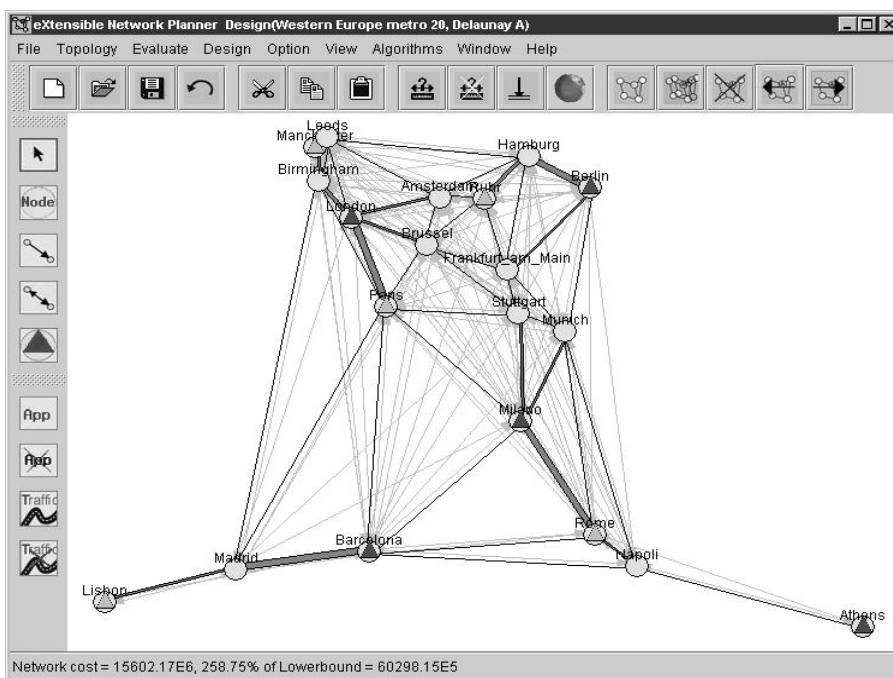 eXtensible Network Planner Design(Western Europe metro 20, Delaunay A)
File Topology Evaluate Design Option View Algorithms Window Help
Leeds
Hamburg
Birmingham
Berlin
Amsterdam
Ruhr
London
Brussel
Frankfurt_am_Main
Node
Paris
Stuttgart
Munich
Milano
App
App
Traffic
Rome
Barcelona
Madrid
Napoli
Traffic
Lisbon
Athens
Network cost = 15602.17E6, 258.75% of Lowerbound = 60298.15E5